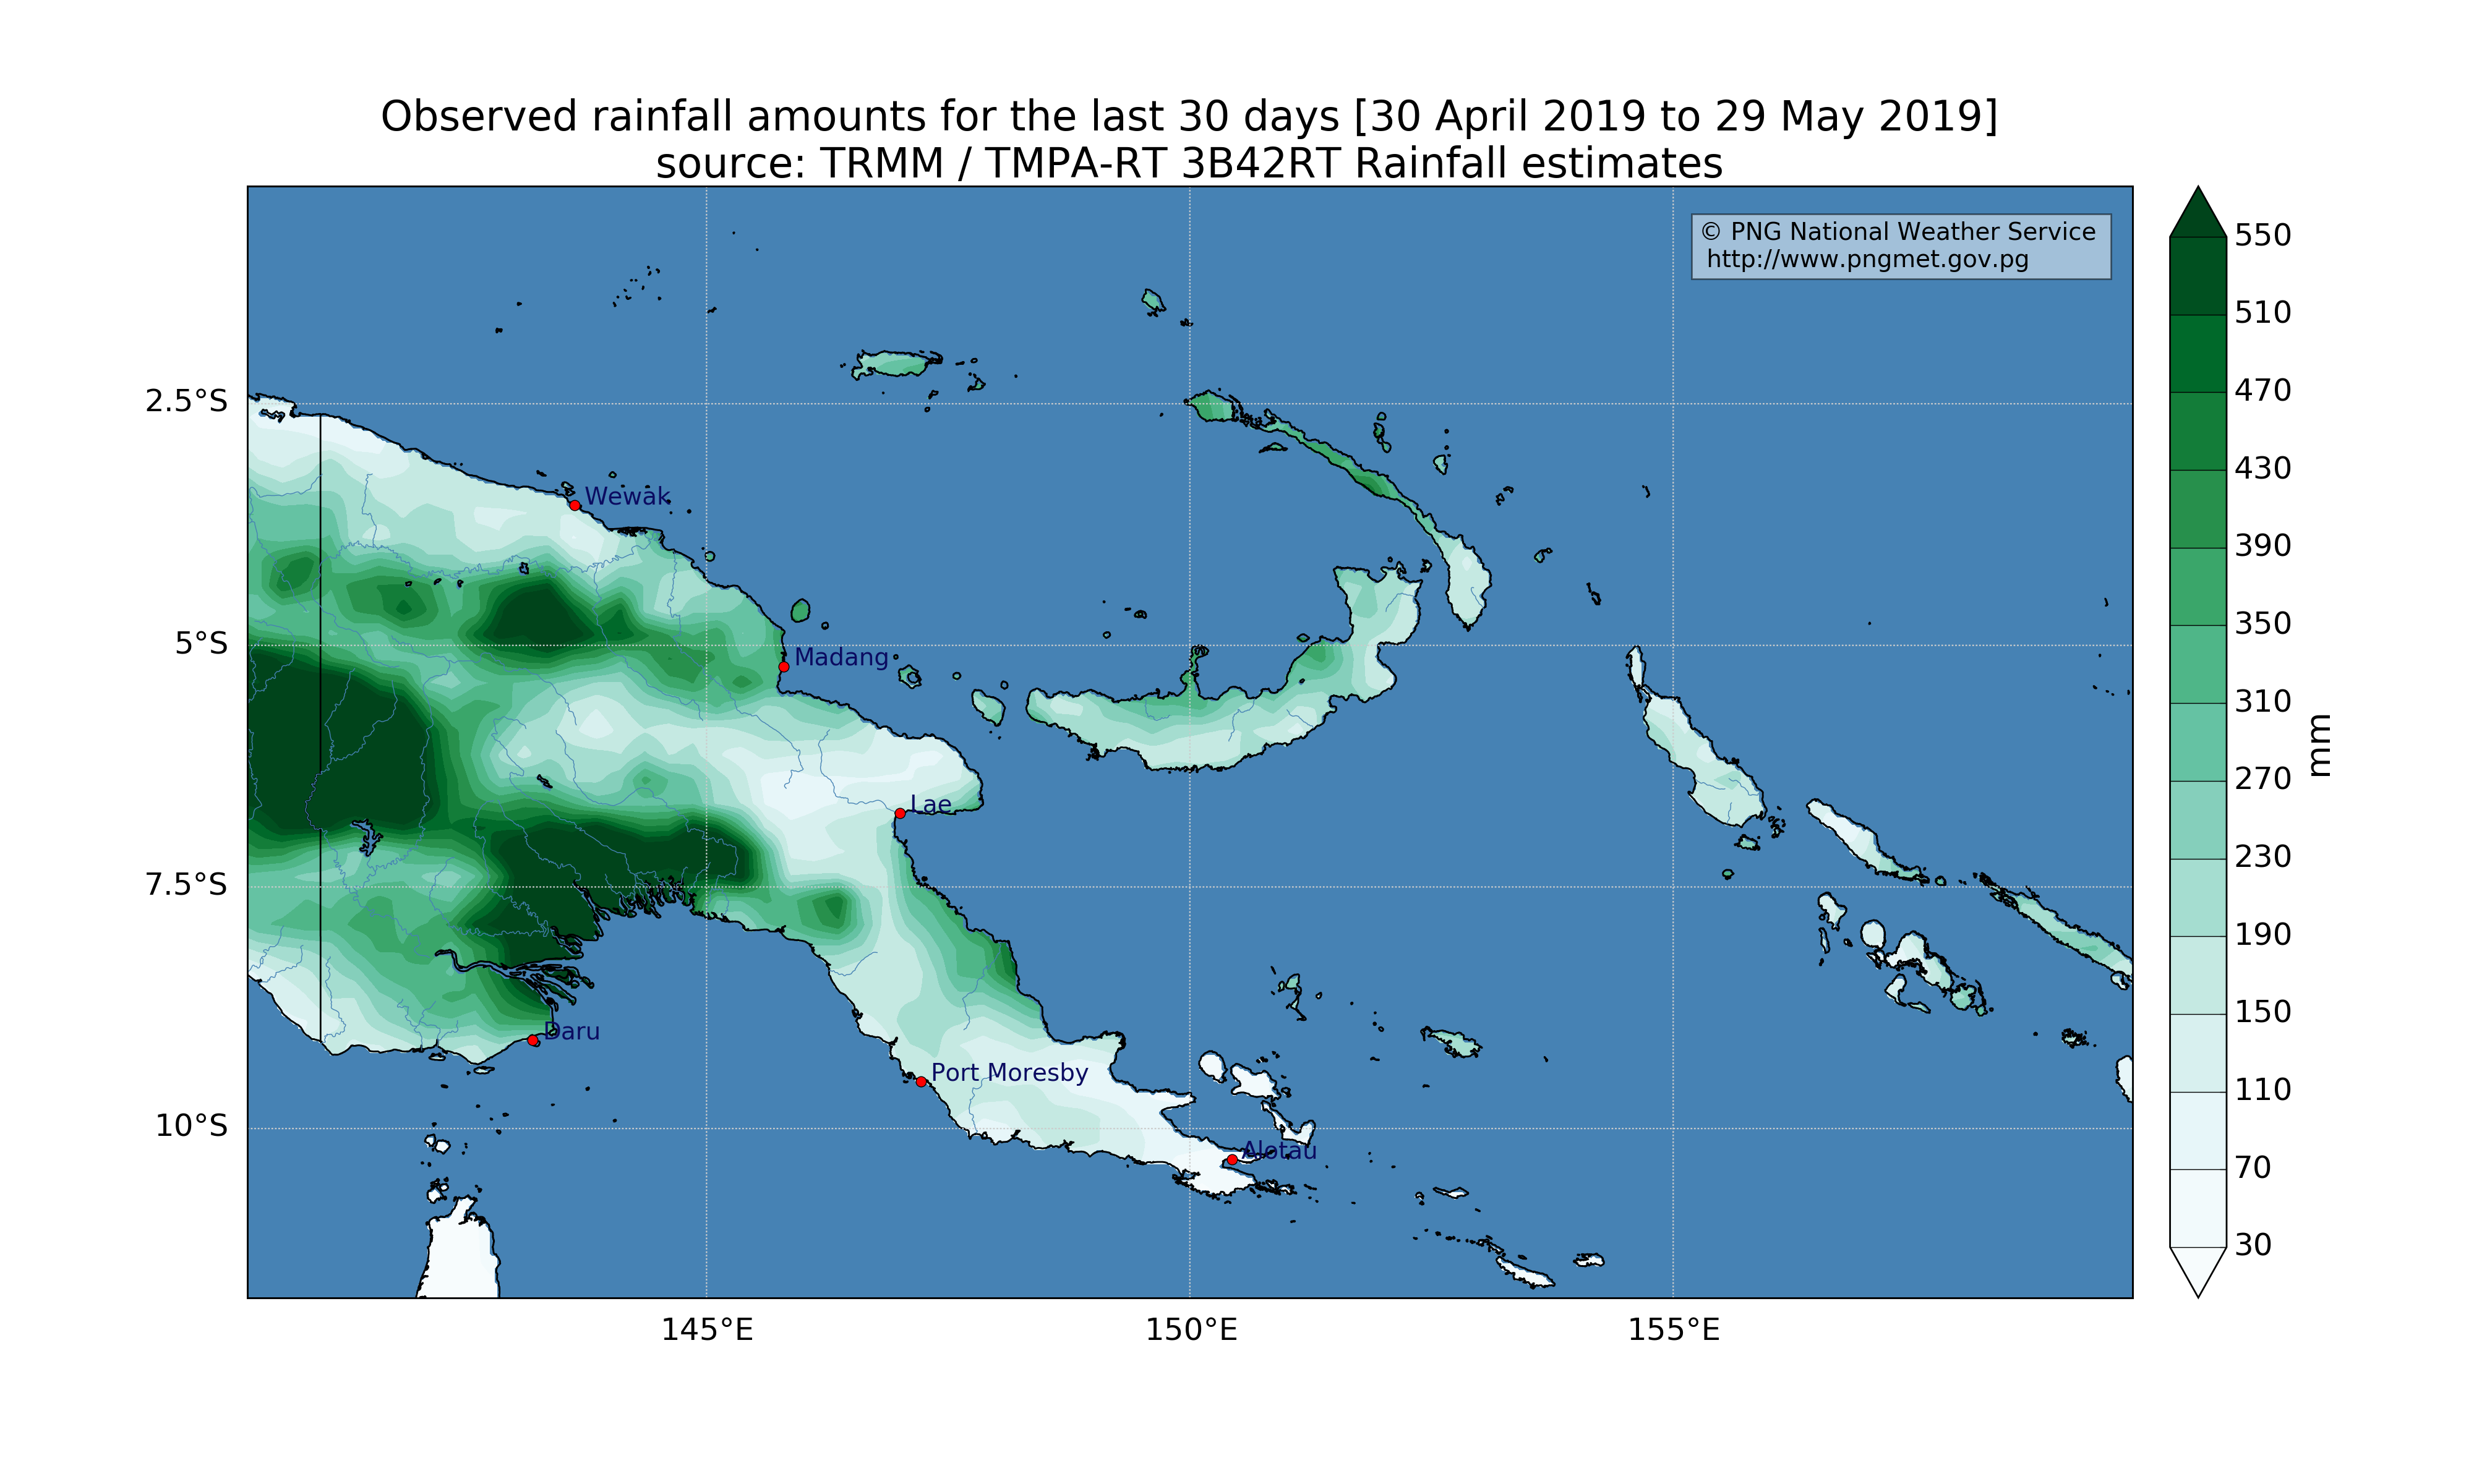 Observed rainfall amounts for the last 30 days [30 April 2019 to 29 May 2019]
source: TRMM / TMPA-RT 3B42RT Rainfall estimates
© PNG National Weather Service
http://www.pngmet.gov.pg
2.5°S
5°S
7.5°S
10°S
145°E
150°E
155°E
Wewak
Madang
Lae
Daru
Port Moresby
Alotau
550
510
470
430
390
350
310
270
230
190
150
110
70
30
mm